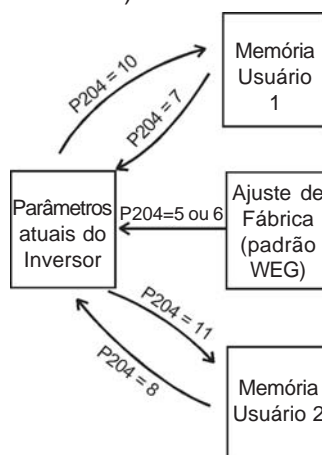 )
P204 = 10
P204 = 7
Memória
Usuário
1
Parâmetros
atuais do
Inversor
P204=5 ou 6
Ajuste de
Fábrica
(padrão
WEG)
P204 = 11
P204 = 8
Memória
Usuário 2